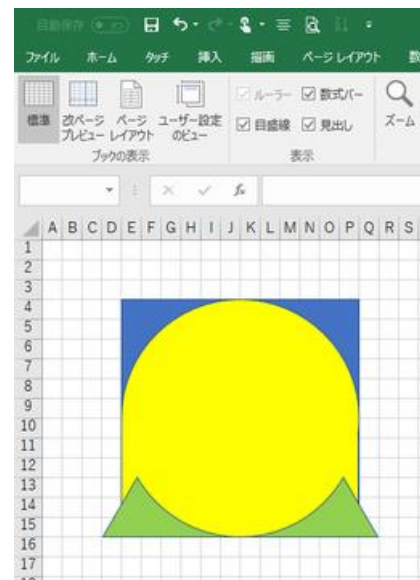 自動保存
ファイル ホーム タッチ 挿入 描画 ページ レイアウト 数
標準 改ページ プレビュー ページ レイアウト ユーザー設定 のビュー
ブックの表示
ルーラー 数式バー
目盛線 見出し
表示
ズーム
fx
A B C D E F G H I J K L M N O P Q R S
1
2
3
4
5
6
7
8
9
10
11
12
13
14
15
16
17